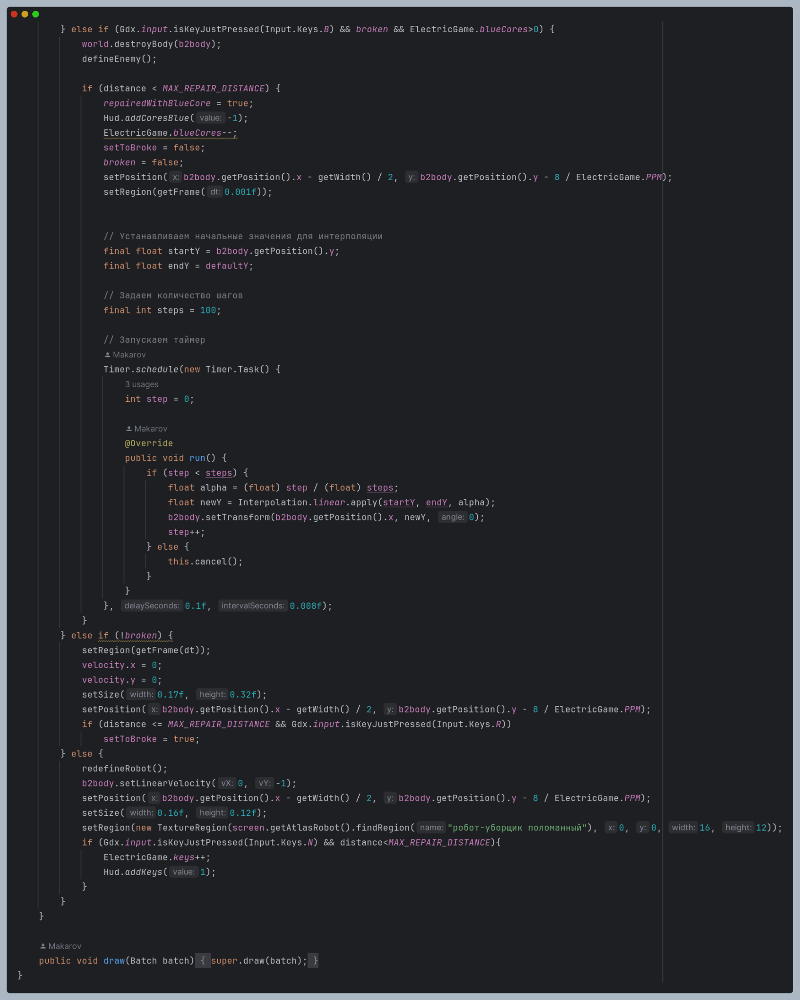 } else if (Gdx.input.isKeyJustPressed(Input.Keys.B) && broken && ElectricGame.blueCores>0) {
world.destroyBody(b2body);
defineEnemy();
if (distance < MAX_REPAIR_DISTANCE) {
repairedWithBlueCore = true;
Hud.addCoresBlue( value: -1);
ElectricGame.blueCores--;
setToBroke = false;
broken = false;
setPosition( x: b2body.getPosition().x - getWidth() / 2, y: b2body.getPosition().y - 8 / ElectricGame.PPM);
setRegion(getFrame( dt: 0.001f));
// Устанавливаем начальные значения для интерполяции
final float startY = b2body.getPosition().y;
final float endY = defaultY;
// Задаем количество шагов
final int steps = 100;
// Запускаем таймер
Makarov
Timer.schedule(new Timer.Task() {
3 usages
int step = 0;
Makarov
@Override
public void run() {
if (step < steps) {
float alpha = (float) step / (float) steps;
float newY = Interpolation.linear.apply(startY, endY, alpha);
b2body.setTransform(b2body.getPosition().x, newY, angle: 0);
step++;
} else {
this.cancel();
}
}
}, delaySeconds: 0.1f, intervalSeconds: 0.008f);
}
} else if (!broken) {
setRegion(getFrame(dt));
velocity.x = 0;
velocity.y = 0;
setSize( width: 0.17f, height: 0.32f);
setPosition( x: b2body.getPosition().x - getWidth() / 2, y: b2body.getPosition().y - 8 / ElectricGame.PPM);
if (distance <= MAX_REPAIR_DISTANCE && Gdx.input.isKeyJustPressed(Input.Keys.R))
setToBroke = true;
} else {
redefineRobot();
b2body.setLinearVelocity( vX: 0, vY: -1);
setPosition( x: b2body.getPosition().x - getWidth() / 2, y: b2body.getPosition().y - 8 / ElectricGame.PPM);
setSize( width: 0.16f, height: 0.12f);
setRegion(new TextureRegion(screen.getAtlasRobot().findRegion( name: "робот-уборщик поломанный"), x: 0, y: 0, width: 16, height: 12));
if (Gdx.input.isKeyJustPressed(Input.Keys.N) && distance<MAX_REPAIR_DISTANCE){
ElectricGame.keys++;
Hud.addKeys( value: 1);
}
}
}
Makarov
public void draw(Batch batch) { super.draw(batch); }
}